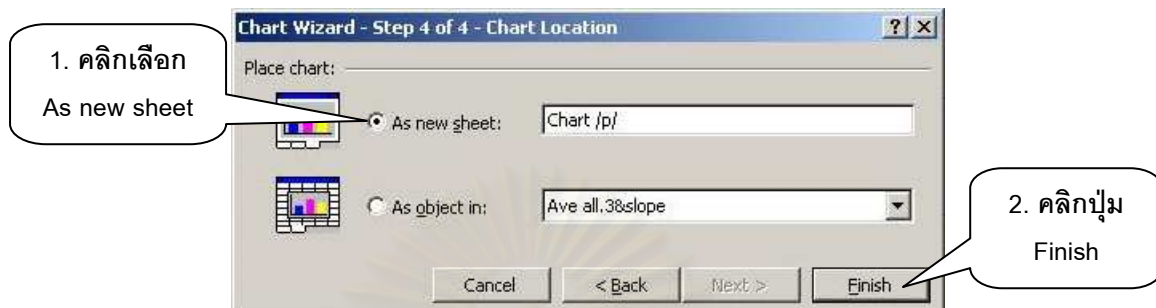 Chart Wizard - Step 4 of 4 - Chart Location
1. คลิกเลือก
As new sheet
Place chart:
As new sheet:
Chart /p/
As object in:
Ave all.3&slope
2. คลิกปุ่ม
Finish
Cancel
< Back
Next >
Finish